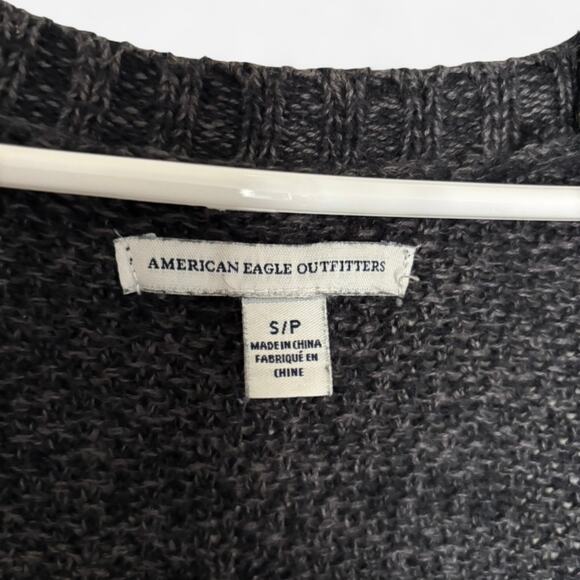 AMERICAN EAGLE OUTFITTERS
S/P
MADE IN CHINA
FABRIQUÉ EN
CHINE